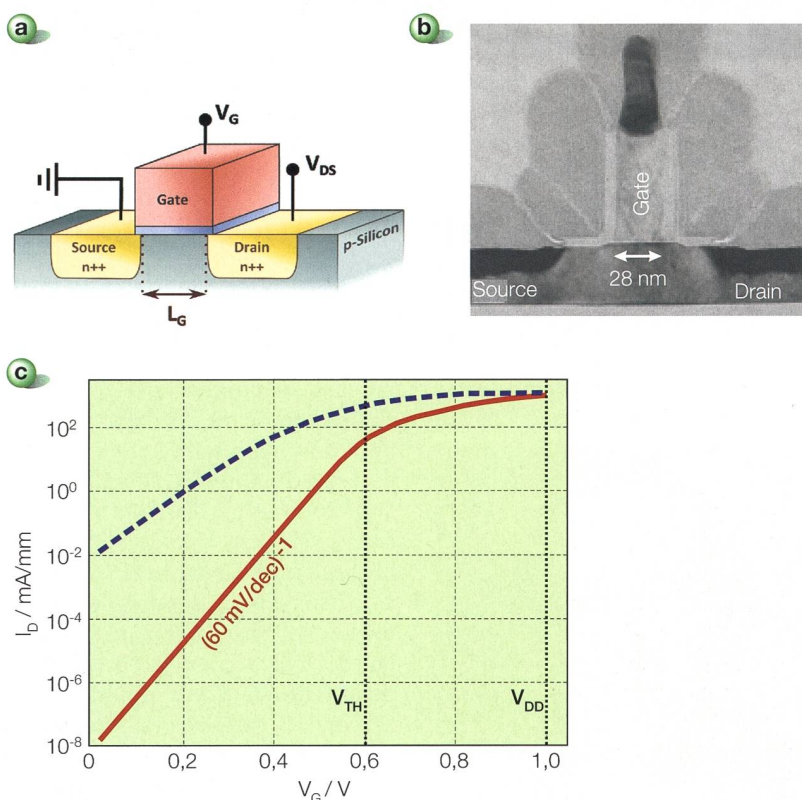 a
V_G
V_DS
Gate
p-Silicon
Source
n++
Drain
n++
L_G
b
Gate
28 nm
Source
Drain
c
I_D / mA/mm
10^2
10^0
10^-2
10^-4
10^-6
10^-8
(60 mV/dec)-1
V_TH
V_DD
0
0,2
0,4
0,6
0,8
1,0
V_G / V